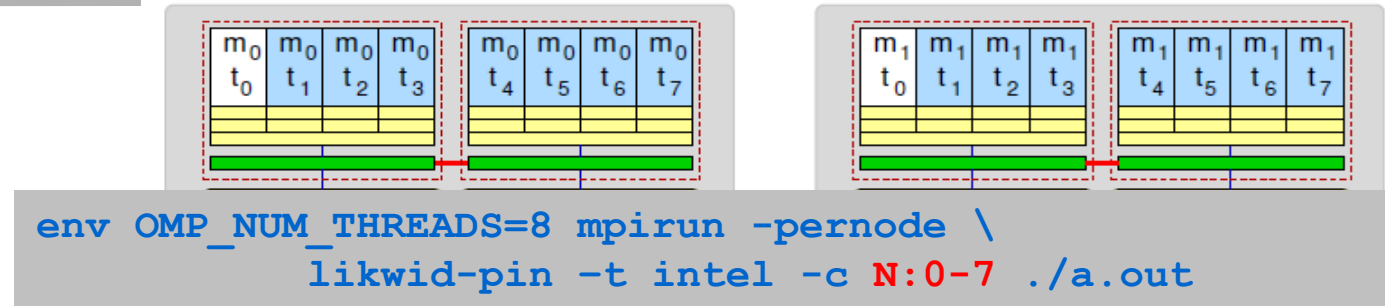 m0 m0 m0 m0 m0 m0 m0 m0 m1 m1 m1 m1 m1 m1 m1 m1
t0 t1 t2 t3 t4 t5 t6 t7 t0 t1 t2 t3 t4 t5 t6 t7
env OMP_NUM_THREADS=8 mpirun -pernode \
likwid-pin –t intel -c N:0-7 ./a.out